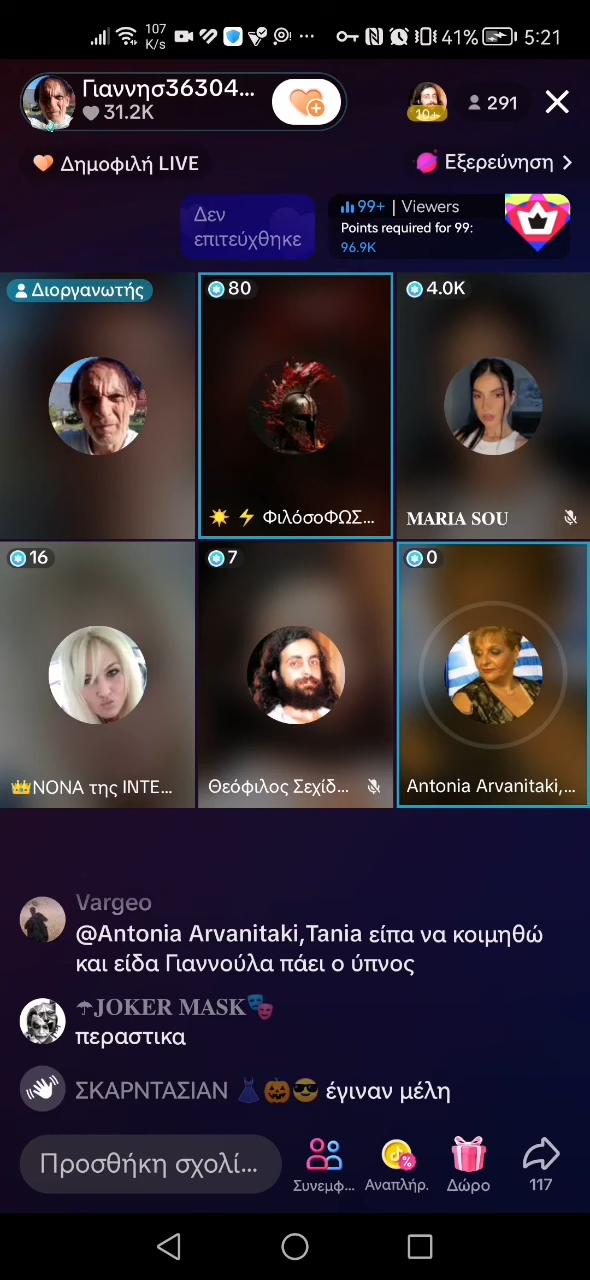 107
K/s
41%
5:21
Γιαννησ36304...
31.2K
10+
291
Δημοφιλή LIVE
Εξερεύνηση
Δεν
επιτεύχθηκε
99+ | Viewers
Points required for 99:
96.9K
Διοργανωτής
80
4.0K
ΦιλόσοΦΩΣ...
MARIA SOU
16
7
0
NONA της INTE...
Θεόφιλος Σεχίδ...
Antonia Arvanitaki,...
Vargeo
@Antonia Arvanitaki,Tania είπα να κοιμηθώ
και είδα Γιαννούλα πάει ο ύπνος
JOKER MASK
περαστικα
ΣΚΑΡΝΤΑΣΙΑΝ έγιναν μέλη
Προσθήκη σχολί...
Συνεμφ...
Αναπλήρ.
Δώρο
117